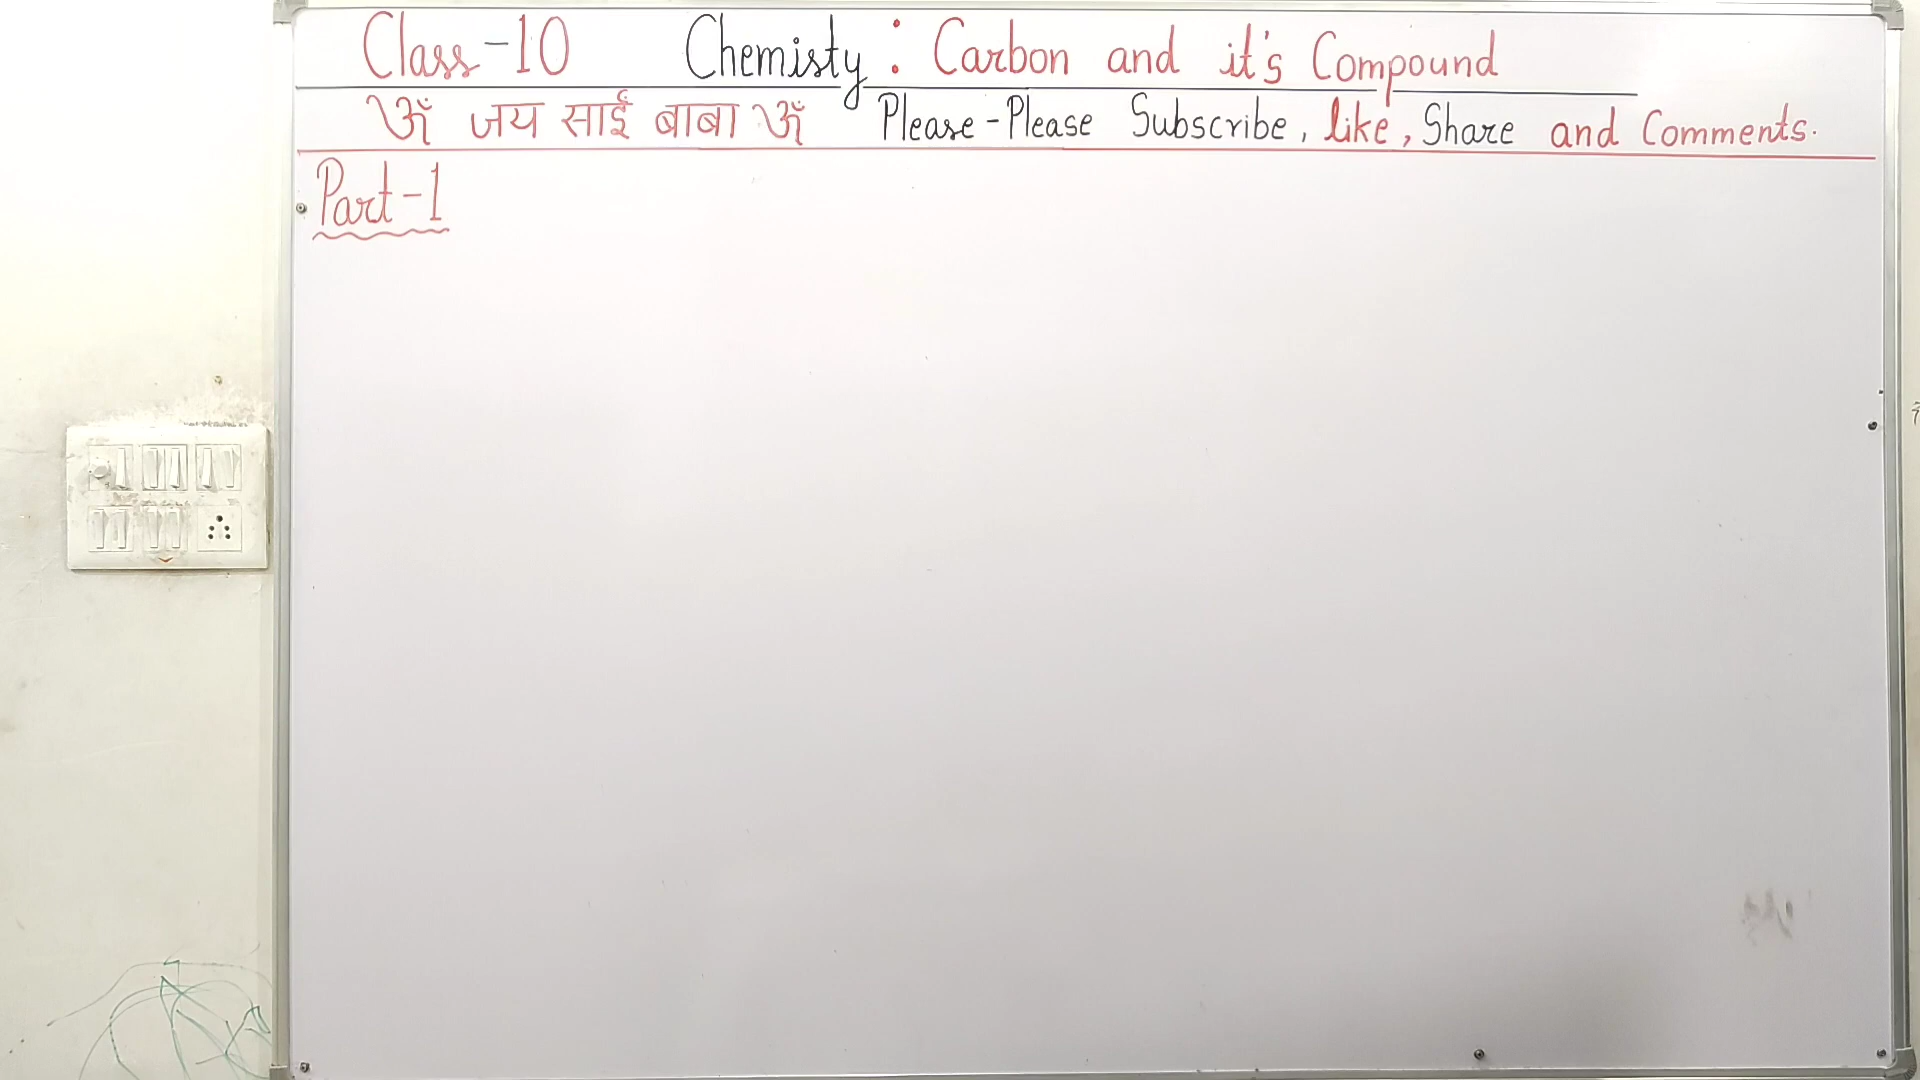 Class-10 Chemisty : Carbon and it's Compound
ॐ जय साईं बाबा ॐ Please-Please Subscribe, like, Share and Comments.
Part-1